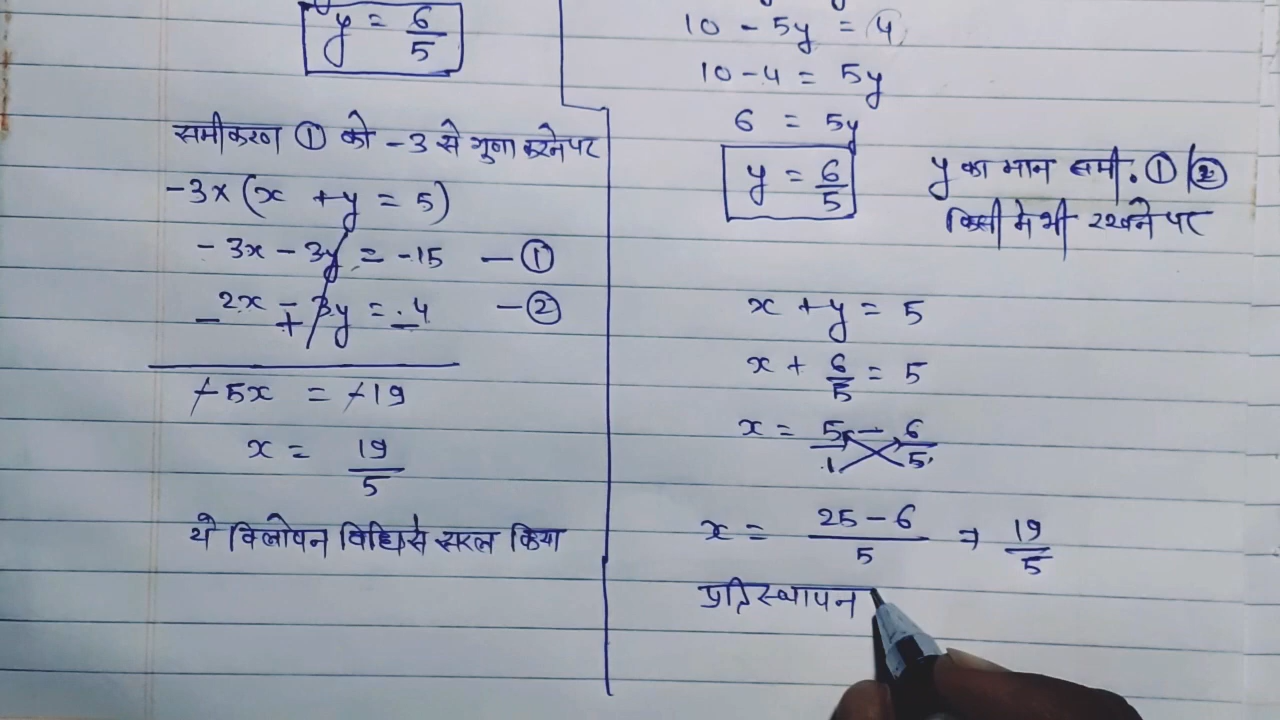 y = 6/5
समीकरण ① को -3 से गुणा करने पर
-3x (x + y = 5)
- 3x - 3y = -15 — ①
2x - 3y = 4 — ②
- + -
-5x = -19
x = 19/5
ये विलोपन विधि से सरल किया
10 - 5y = 4
10 - 4 = 5y
6 = 5y
y = 6/5
y का मान समी. ① / ②
किसी मे भी रखने पर
x + y = 5
x + 6/5 = 5
x = 5/1 - 6/5
x = 25 - 6/5 ⇒ 19/5
प्रतिस्थापन